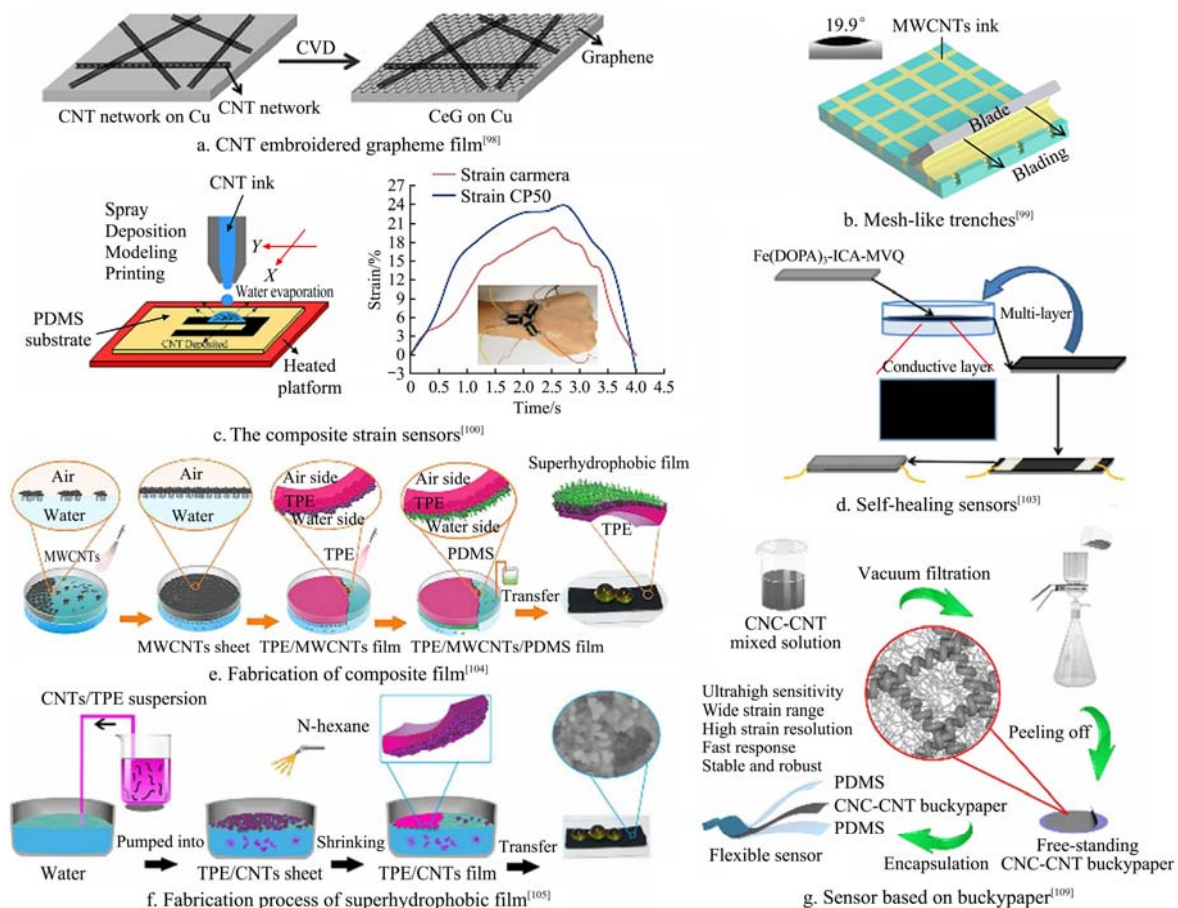 CVD
Graphene
CNT network
CNT network on Cu
CeG on Cu
a. CNT embroidered grapheme film[98]
19.9°
MWCNTs ink
Blade
Blading
b. Mesh-like trenches[99]
CNT ink
Spray
Deposition
Modeling
Printing
Y
X
Water evaporation
PDMS
substrate
CNT Deposited
Heated
platform
Strain carmera
Strain CP50
Strain/%
27
24
21
18
15
12
9
6
3
0
−3
0 0.5 1.0 1.5 2.0 2.5 3.0 3.5 4.0 4.5
Time/s
c. The composite strain sensors[100]
Fe(DOPA)3-ICA-MVQ
Multi-layer
Conductive layer
d. Self-healing sensors[103]
Air
Water
Air
Water
Air side
TPE
Water side
Air side
TPE
Water side
Superhydrophobic film
TPE
MWCNTs
TPE
PDMS
Transfer
MWCNTs sheet
TPE/MWCNTs film
TPE/MWCNTs/PDMS film
e. Fabrication of composite film[104]
CNTs/TPE suspension
N-hexane
Water
Pumped into
TPE/CNTs sheet
Shrinking
TPE/CNTs film
Transfer
f. Fabrication process of superhydrophobic film[105]
CNC-CNT
mixed solution
Vacuum filtration
Ultrahigh sensitivity
Wide strain range
High strain resolution
Fast response
Stable and robust
Peeling off
PDMS
CNC-CNT buckypaper
PDMS
Flexible sensor
Encapsulation
Free-standing
CNC-CNT buckypaper
g. Sensor based on buckypaper[109]